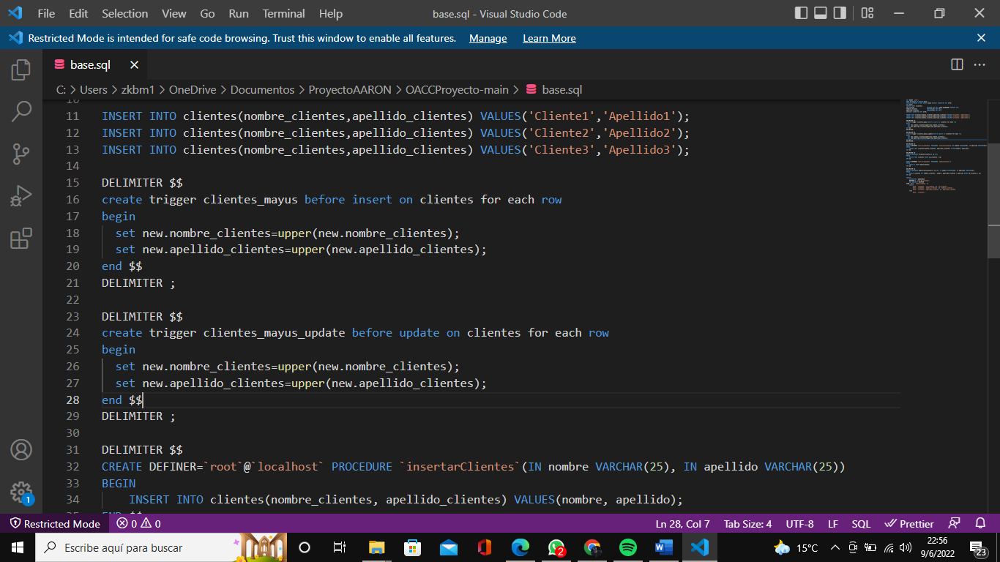 File Edit Selection View Go Run Terminal Help base.sql - Visual Studio Code
Restricted Mode is intended for safe code browsing. Trust this window to enable all features. Manage Learn More
base.sql
C: > Users > zkbm1 > OneDrive > Documentos > ProyectoAARON > OACCProyecto-main > base.sql
11 INSERT INTO clientes(nombre_clientes,apellido_clientes) VALUES('Cliente1','Apellido1');
12 INSERT INTO clientes(nombre_clientes,apellido_clientes) VALUES('Cliente2','Apellido2');
13 INSERT INTO clientes(nombre_clientes,apellido_clientes) VALUES('Cliente3','Apellido3');
14
15 DELIMITER $$
16 create trigger clientes_mayus before insert on clientes for each row
17 begin
18 set new.nombre_clientes=upper(new.nombre_clientes);
19 set new.apellido_clientes=upper(new.apellido_clientes);
20 end $$
21 DELIMITER ;
22
23 DELIMITER $$
24 create trigger clientes_mayus_update before update on clientes for each row
25 begin
26 set new.nombre_clientes=upper(new.nombre_clientes);
27 set new.apellido_clientes=upper(new.apellido_clientes);
28 end $$
29 DELIMITER ;
30
31 DELIMITER $$
32 CREATE DEFINER=`root`@`localhost` PROCEDURE `insertarClientes`(IN nombre VARCHAR(25), IN apellido VARCHAR(25))
33 BEGIN
34 INSERT INTO clientes(nombre_clientes, apellido_clientes) VALUES(nombre, apellido);
1
Restricted Mode 0 0 Ln 28, Col 7 Tab Size: 4 UTF-8 LF SQL Prettier
Escribe aquí para buscar 2 15°C 22:56
9/6/2022 23